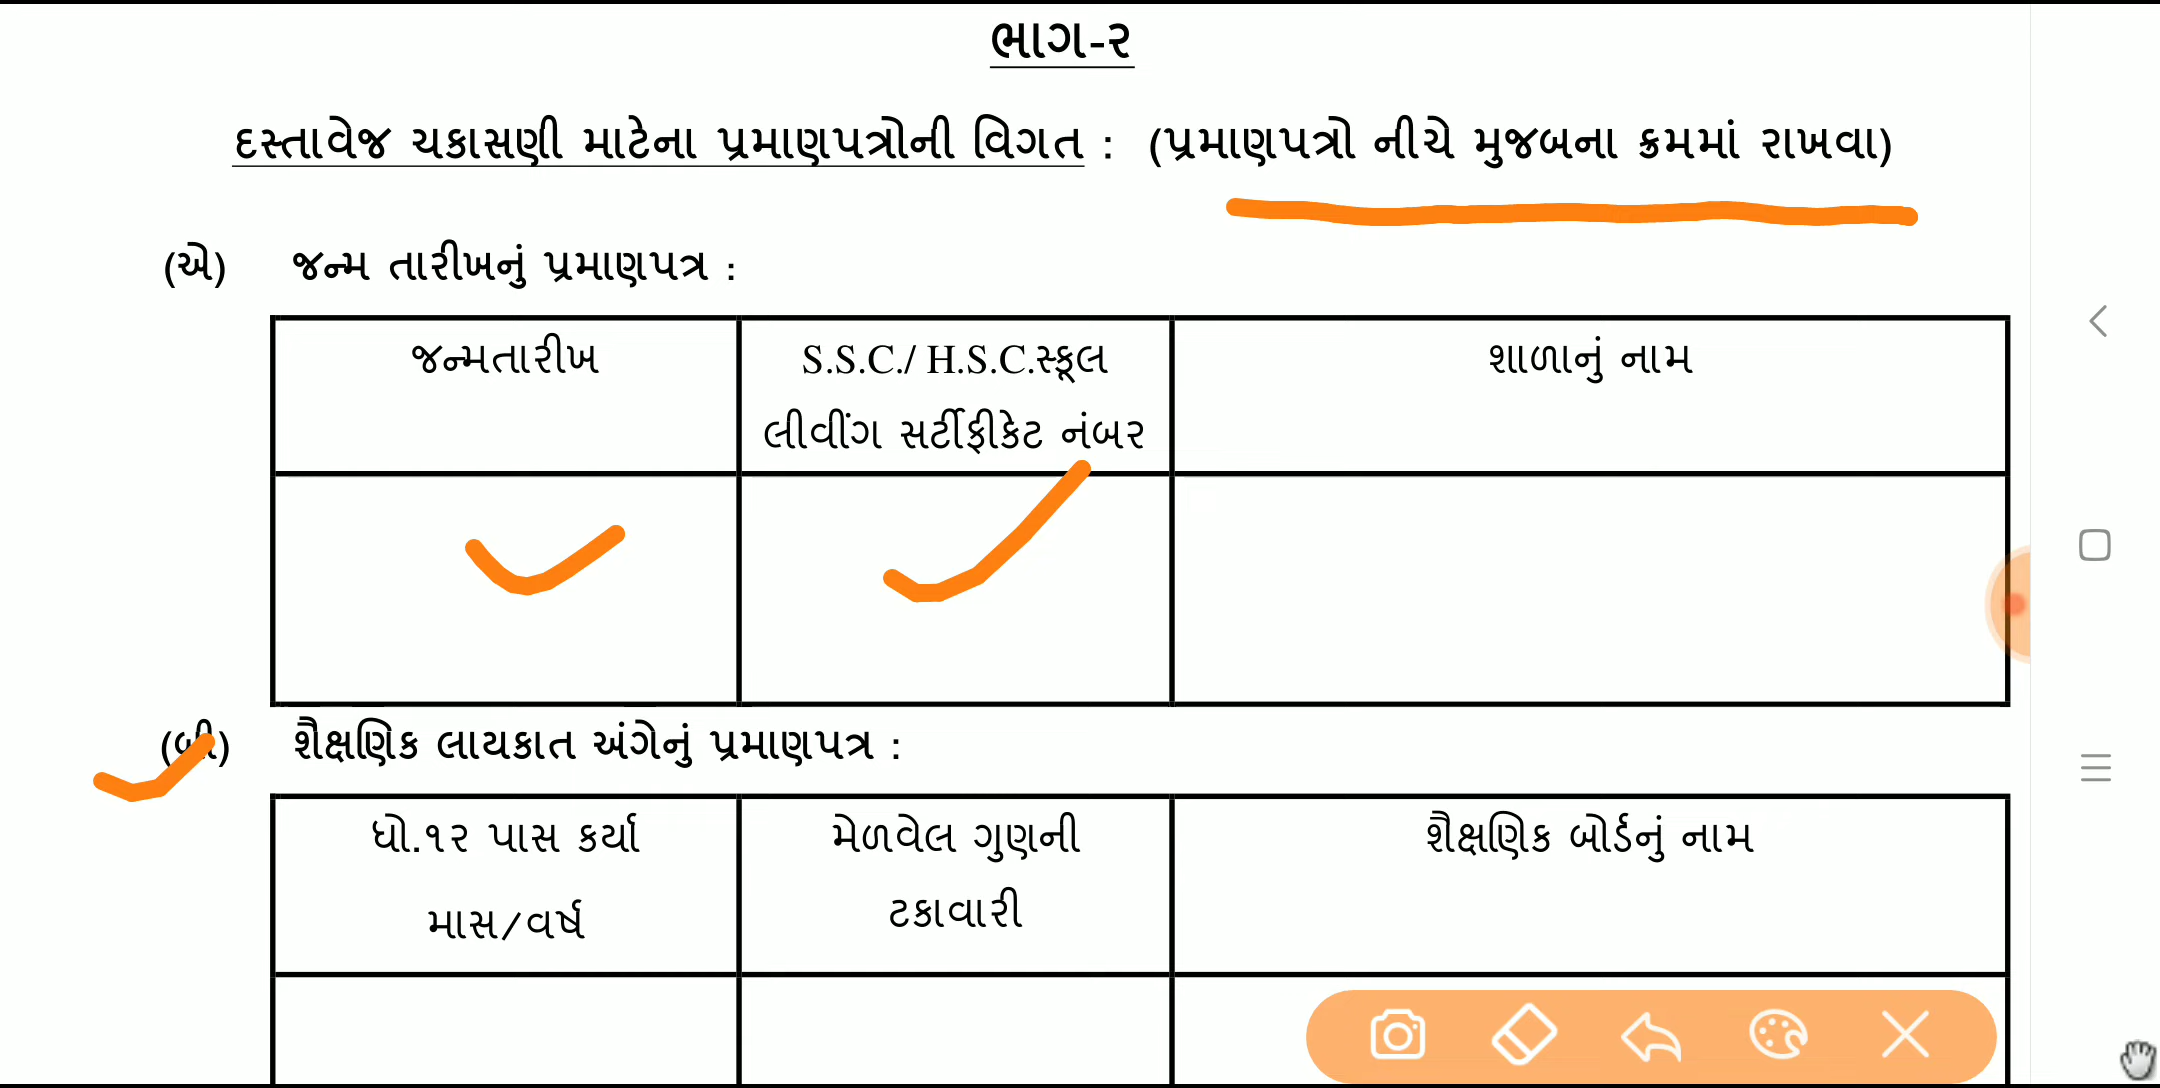 ભાગ-૨
દસ્તાવેજ ચકાસણી માટેના પ્રમાણપત્રોની વિગત : (પ્રમાણપત્રો નીચે મુજબના ક્રમમાં રાખવા)
(એ) જન્મ તારીખનું પ્રમાણપત્ર :
જન્મતારીખ
S.S.C./ H.S.C.સ્કૂલ
લીવીંગ સર્ટીફીકેટ નંબર
શાળાનું નામ
(બી) શૈક્ષણિક લાયકાત અંગેનું પ્રમાણપત્ર :
ધો.૧૨ પાસ કર્યા
માસ/વર્ષ
મેળવેલ ગુણની
ટકાવારી
શૈક્ષણિક બોર્ડનું નામ